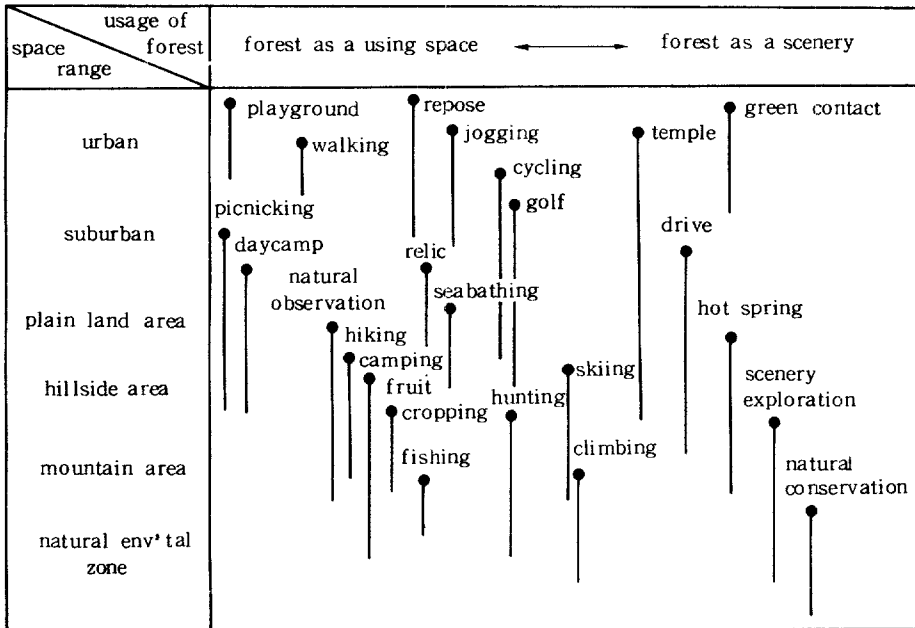 usage of
forest
space
range
forest as a using space
forest as a scenery
urban
suburban
plain land area
hillside area
mountain area
natural env'tal
zone
playground
repose
green contact
walking
jogging
temple
cycling
picnicking
golf
daycamp
relic
drive
natural
observation
seabathing
hot spring
hiking
camping
skiing
fruit
cropping
hunting
scenery
exploration
fishing
climbing
natural
conservation